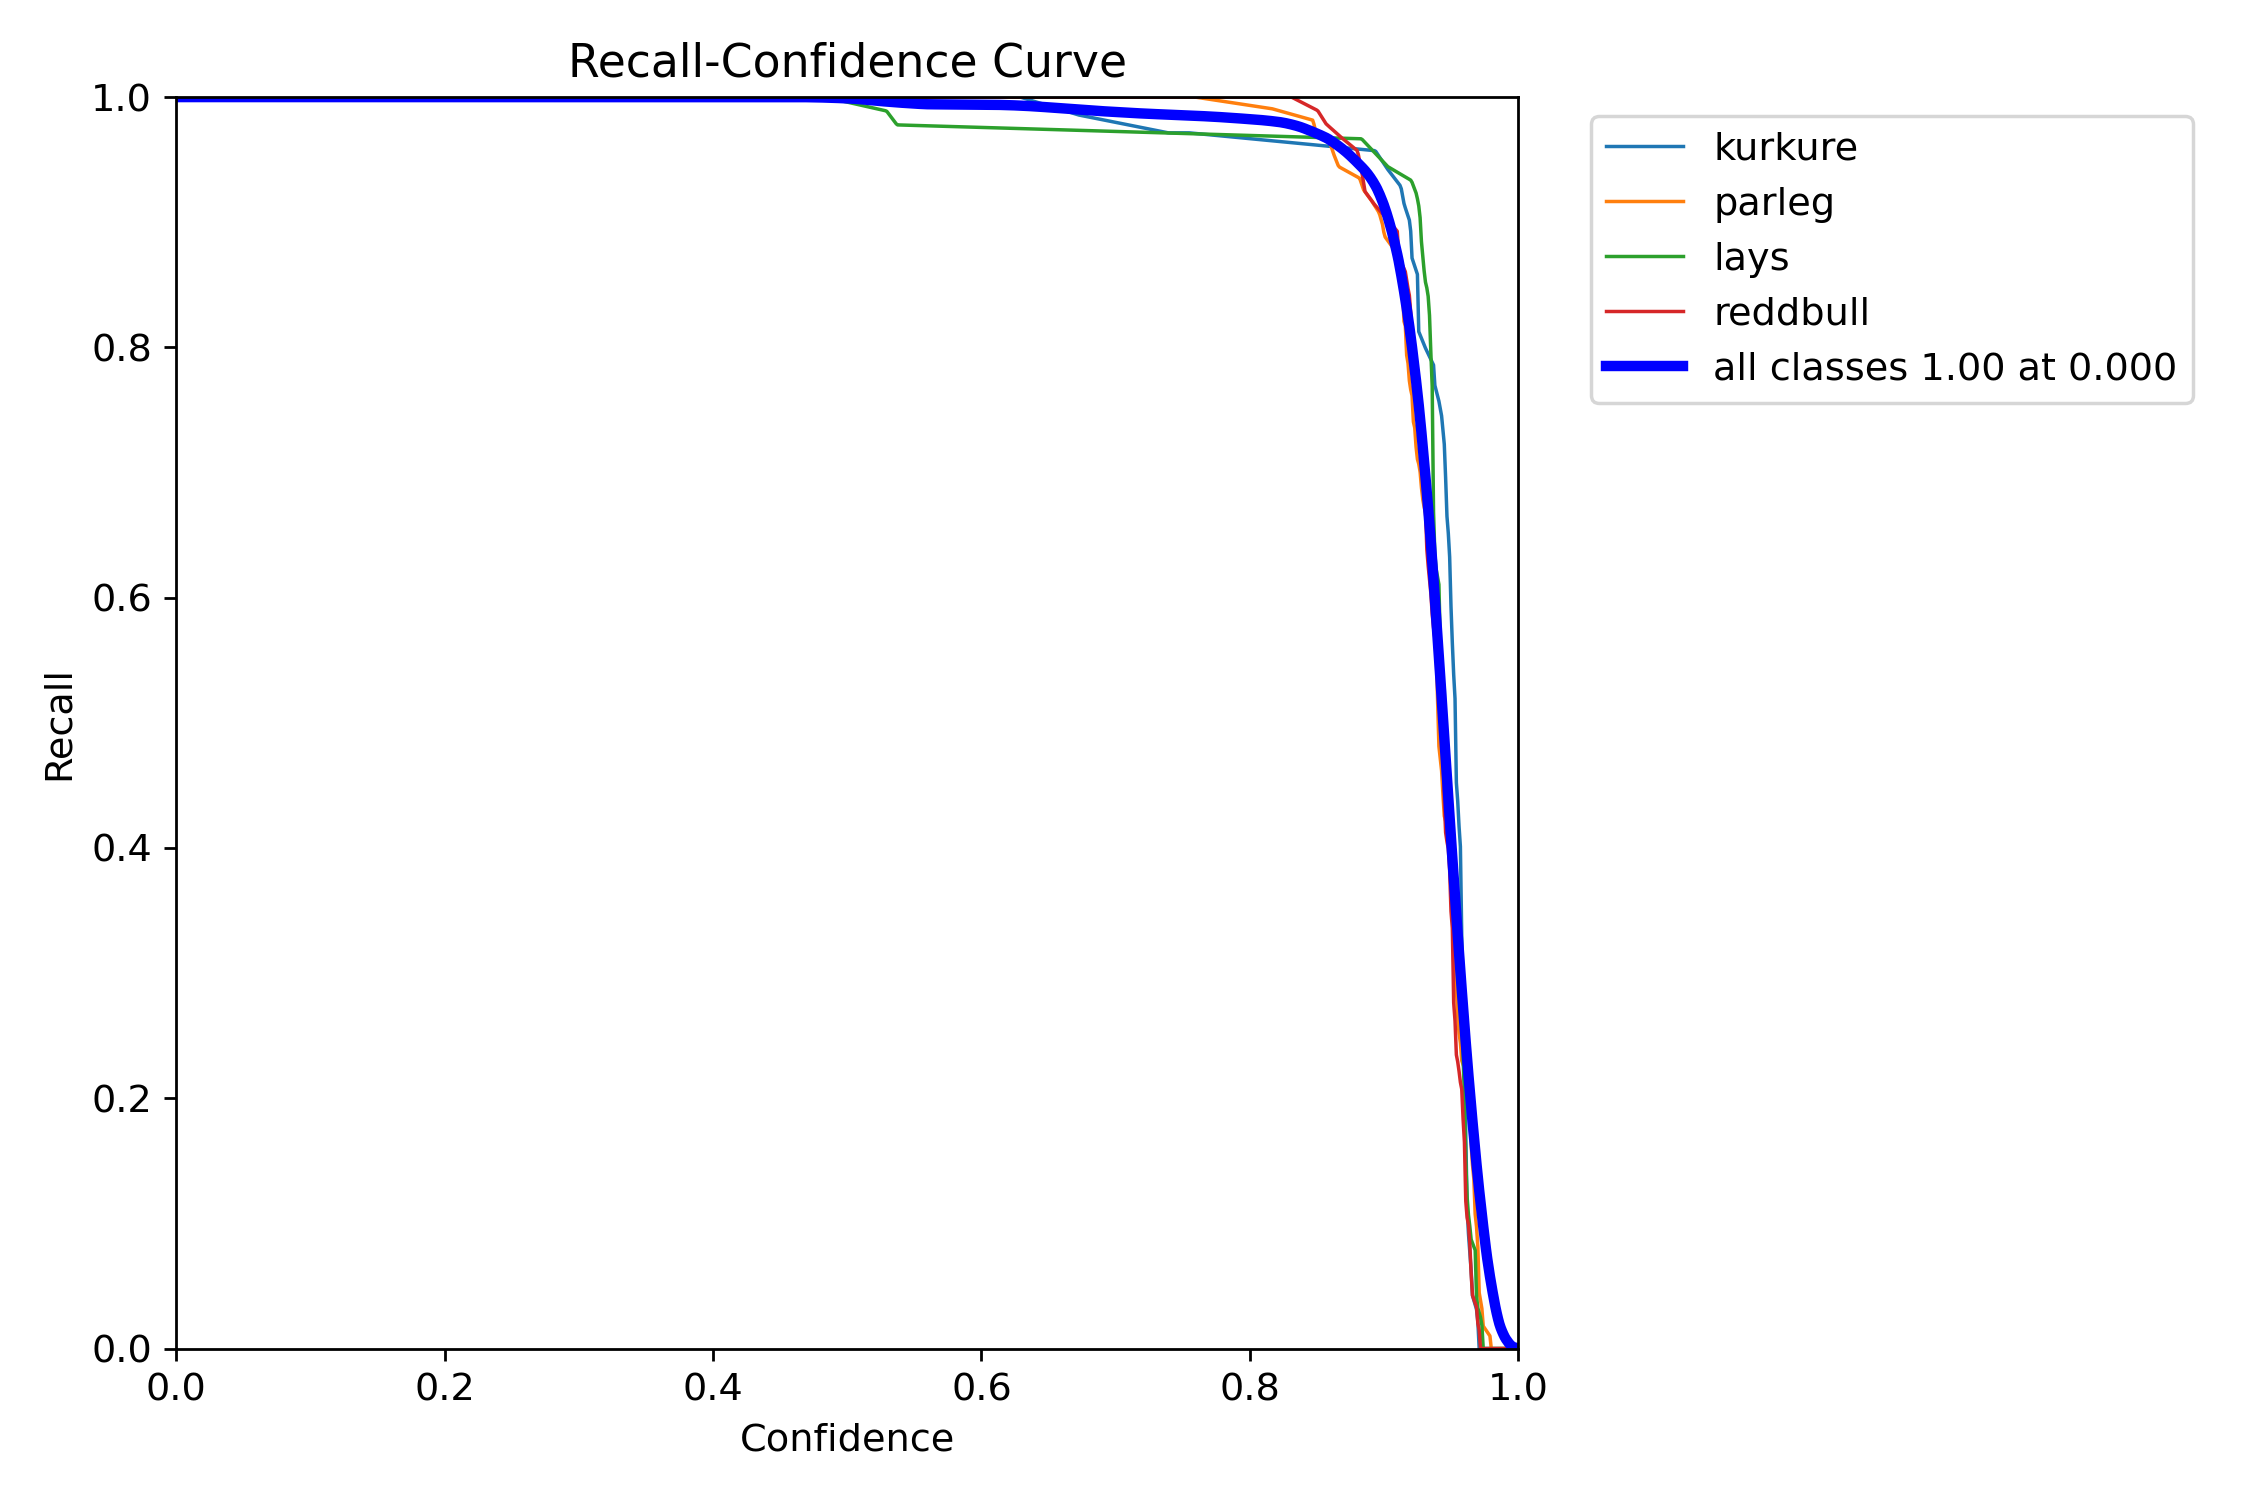 Recall-Confidence Curve
1.0
0.8
0.6
0.4
0.2
0.0
Recall
0.0 0.2 0.4 0.6 0.8 1.0
Confidence
kurkure
parleg
lays
reddbull
all classes 1.00 at 0.000